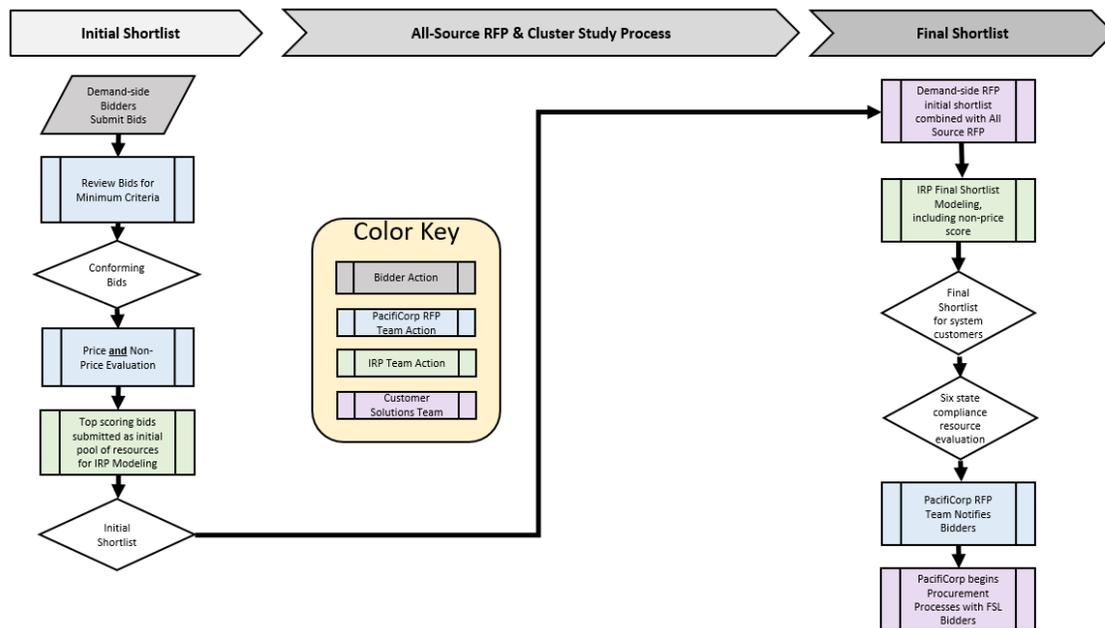 Initial Shortlist
All-Source RFP & Cluster Study Process
Final Shortlist
Demand-side
Bidders
Submit Bids
Review Bids for
Minimum Criteria
Conforming
Bids
Price and Non-
Price Evaluation
Top scoring bids
submitted as initial
pool of resources
for IRP Modeling
Initial
Shortlist
Color Key
Bidder Action
PacifiCorp RFP
Team Action
IRP Team Action
Customer
Solutions Team
Demand-side RFP
initial shortlist
combined with All
Source RFP
IRP Final Shortlist
Modeling,
including non-price
score
Final
Shortlist
for system
customers
Six state
compliance
resource
evaluation
PacifiCorp RFP
Team Notifies
Bidders
PacifiCorp begins
Procurement
Processes with FSL
Bidders